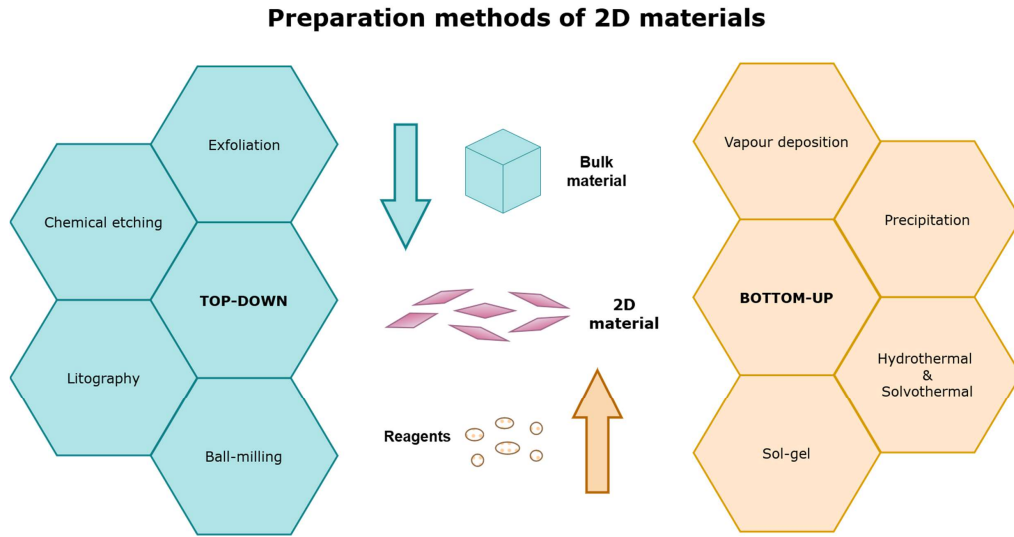 Preparation methods of 2D materials
Exfoliation
Chemical etching
TOP-DOWN
Litography
Ball-milling
Bulk
material
2D
material
Reagents
Vapour deposition
Precipitation
BOTTOM-UP
Hydrothermal
&
Solvothermal
Sol-gel